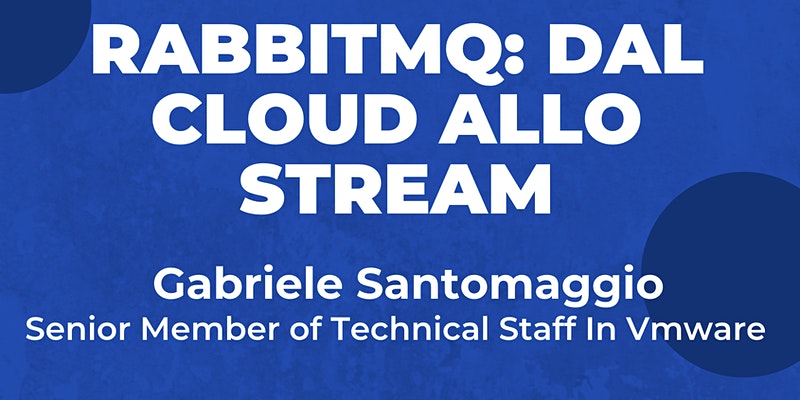 RABBITMQ: DAL
CLOUD ALLO
STREAM
Gabriele Santomaggio
Senior Member of Technical Staff In Vmware